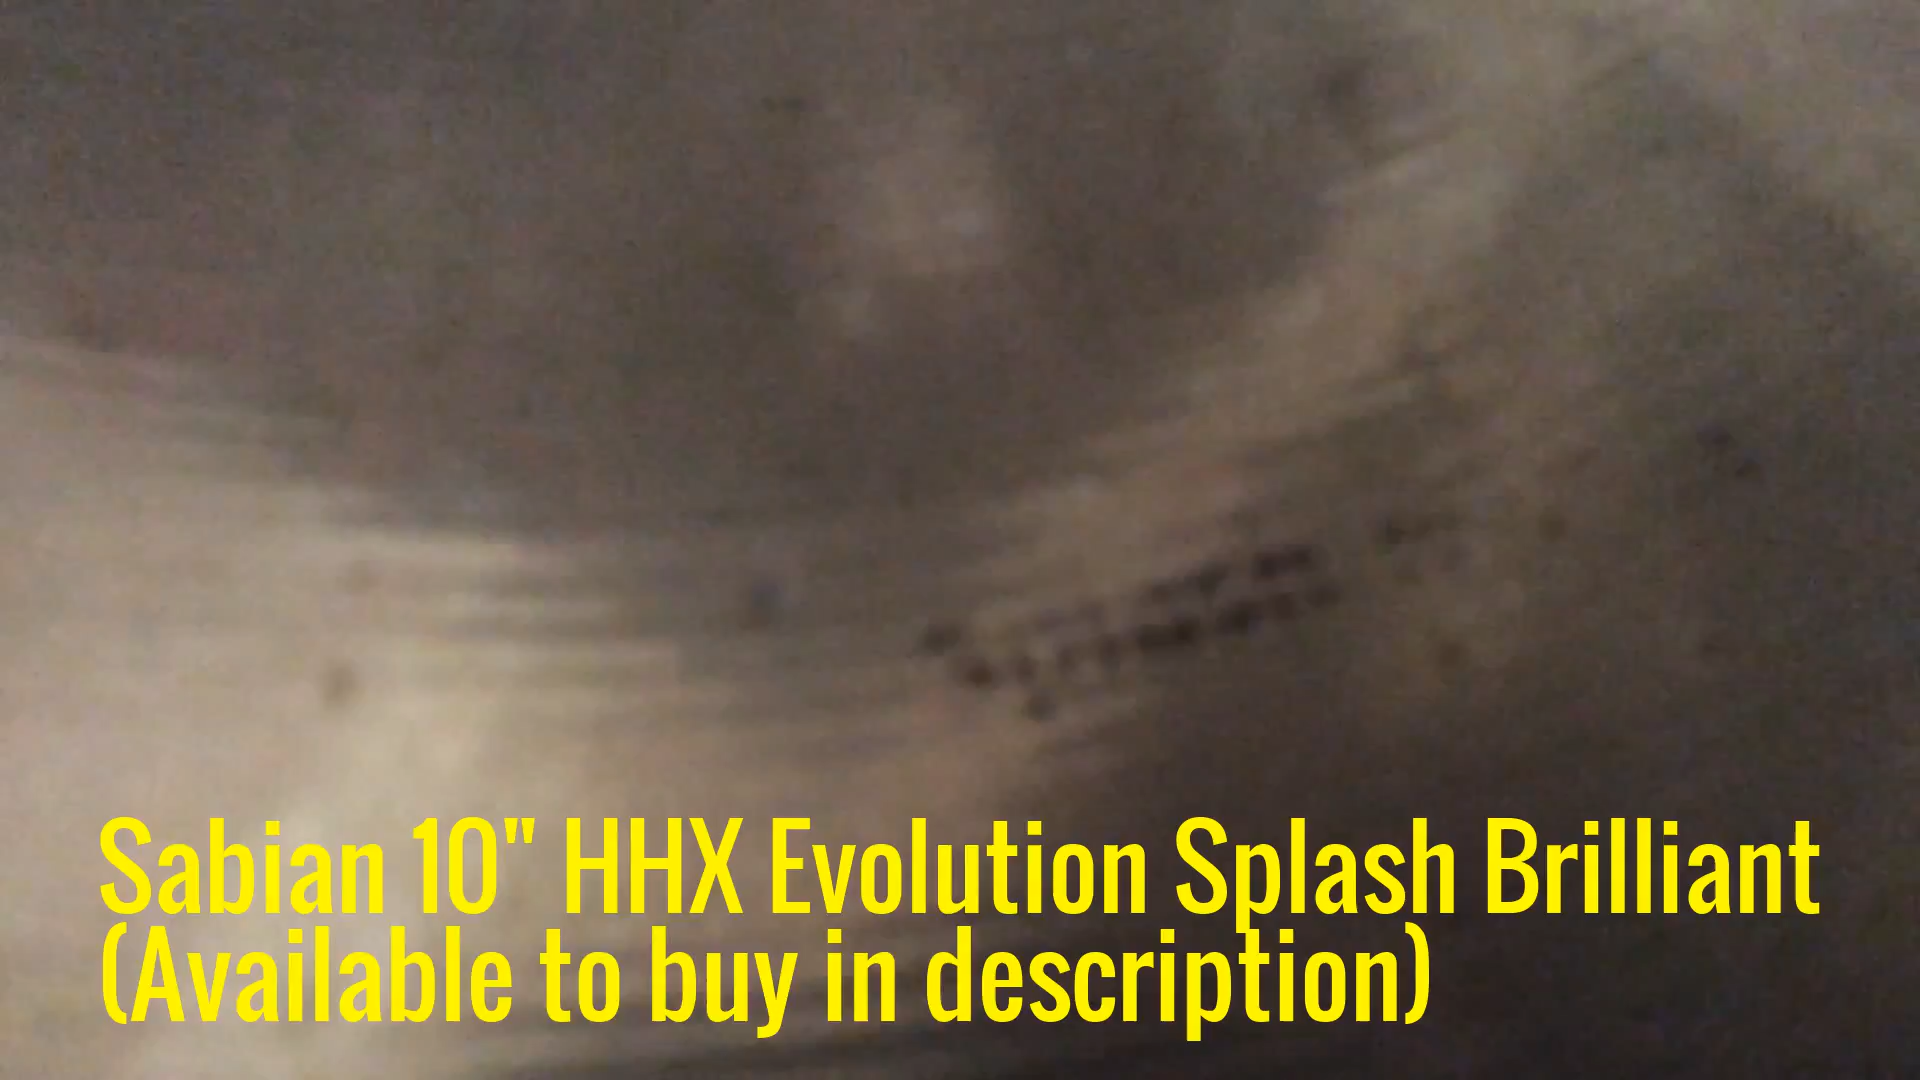 Sabian 10" HHX Evolution Splash Brilliant
(Available to buy in description)